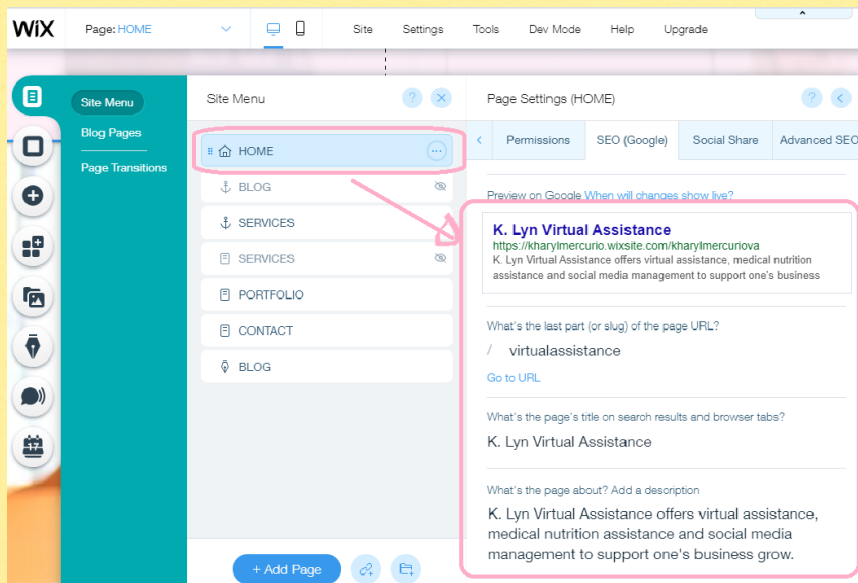 WiX
Page: HOME
Site
Settings
Tools
Dev Mode
Help
Upgrade
Site Menu
Blog Pages
Page Transitions
17
Site Menu
?
HOME
BLOG
SERVICES
SERVICES
PORTFOLIO
CONTACT
BLOG
+ Add Page
Page Settings (HOME)
?
Permissions
SEO (Google)
Social Share
Advanced SEO
Preview on Google When will changes show live?
K. Lyn Virtual Assistance
https://kharylmercurio.wixsite.com/kharylmercuriova
K. Lyn Virtual Assistance offers virtual assistance, medical nutrition
assistance and social media management to support one's business
What's the last part (or slug) of the page URL?
/ virtualassistance
Go to URL
What's the page's title on search results and browser tabs?
K. Lyn Virtual Assistance
What's the page about? Add a description
K. Lyn Virtual Assistance offers virtual assistance,
medical nutrition assistance and social media
management to support one's business grow.